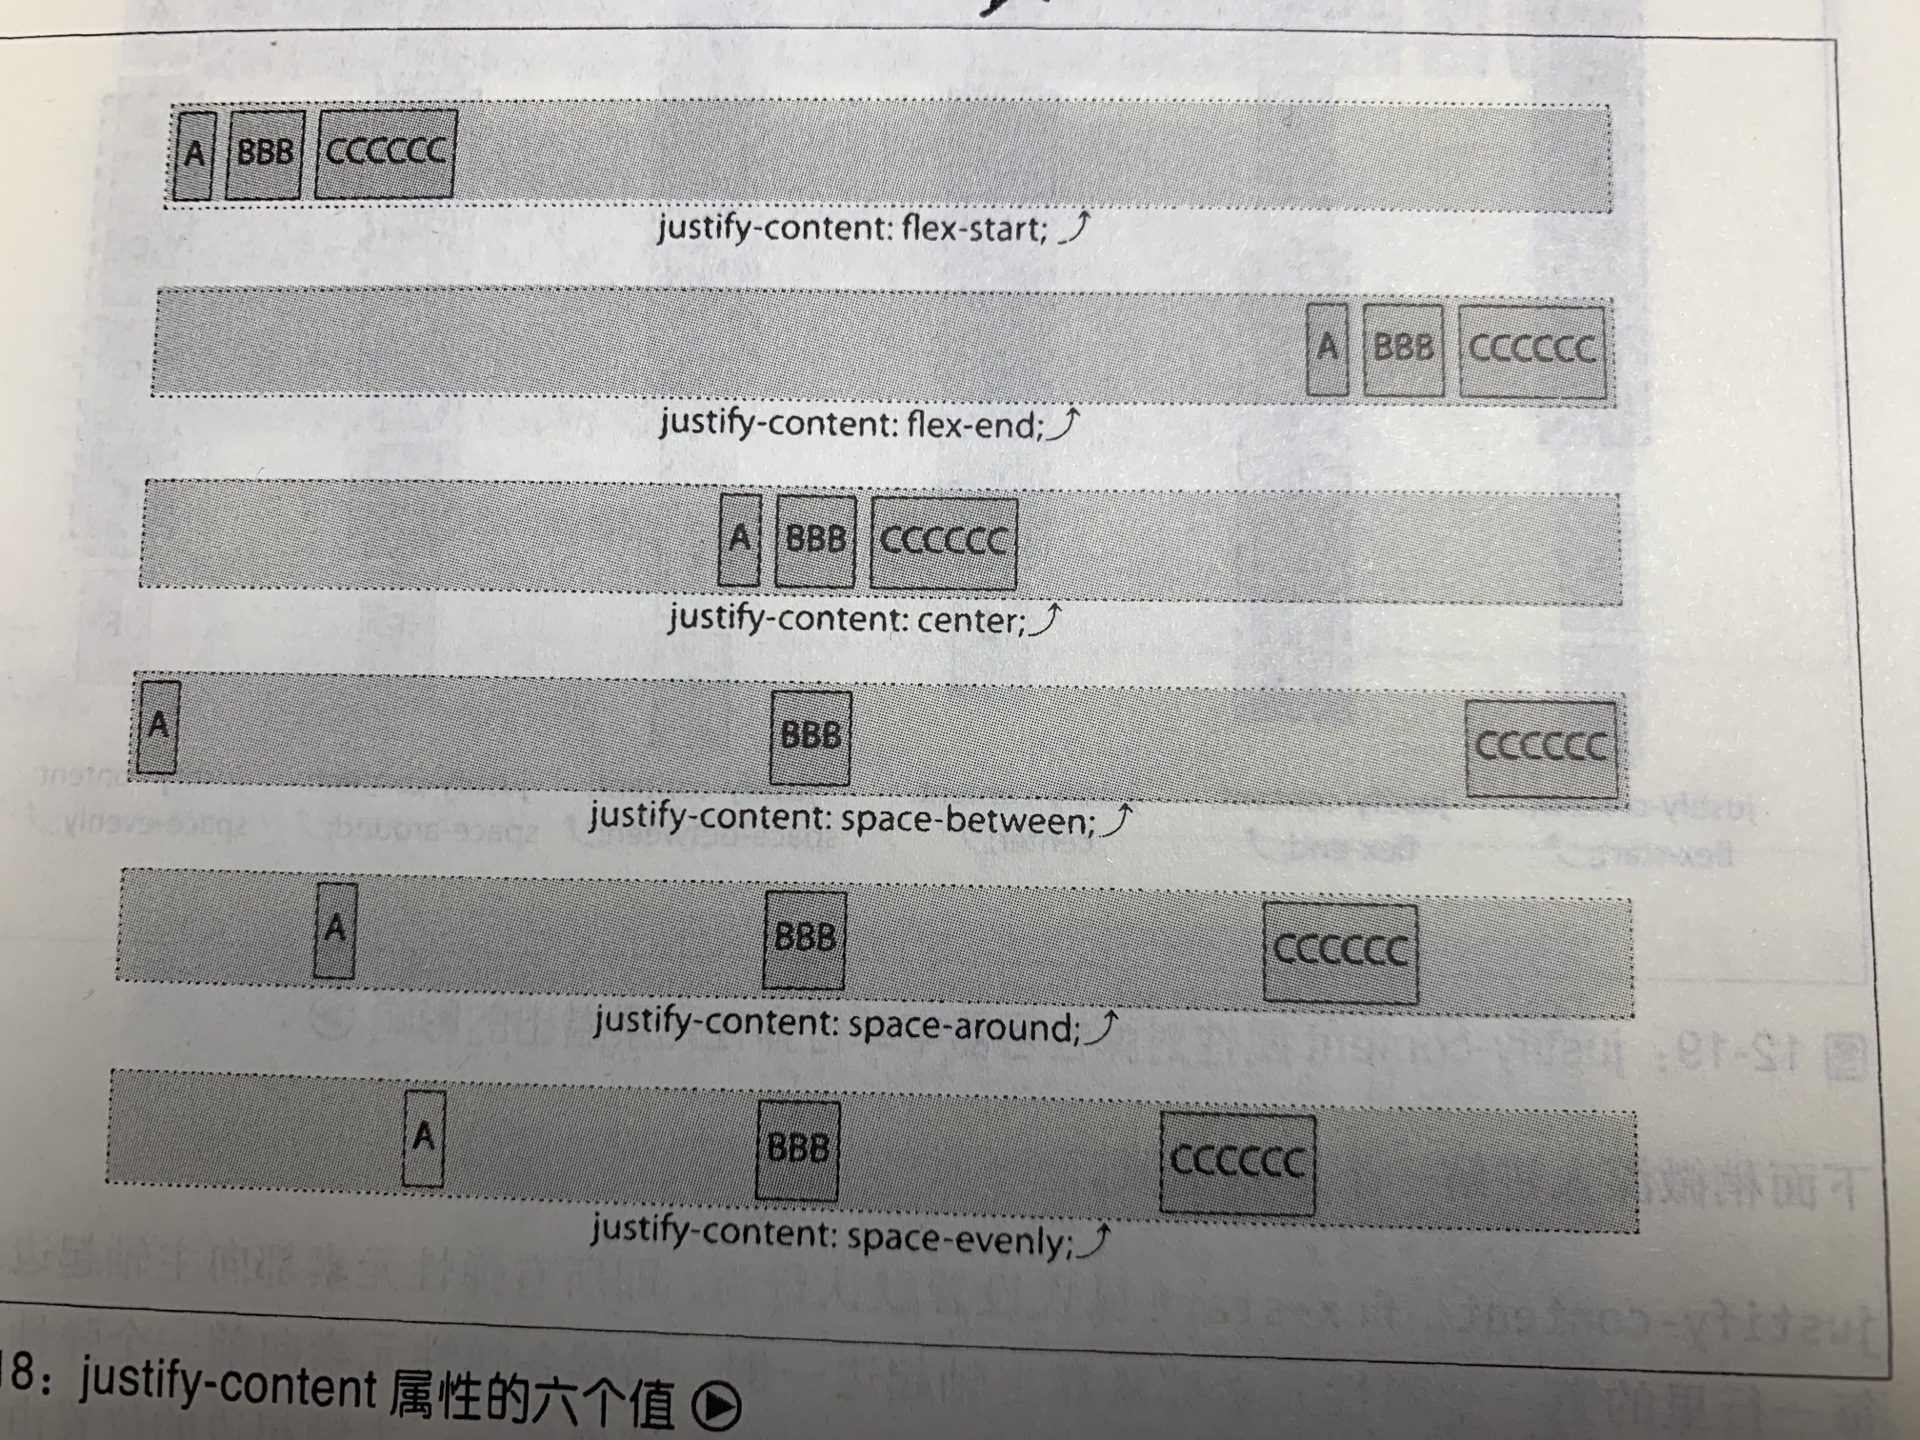 A BBB CCCCCC
justify-content: flex-start;
A BBB CCCCCC
justify-content: flex-end;
A BBB CCCCCC
justify-content: center;
A BBB CCCCCC
justify-content: space-between;
A BBB CCCCCC
justify-content: space-around;
A BBB CCCCCC
justify-content: space-evenly;
18：justify-content 属性的六个值